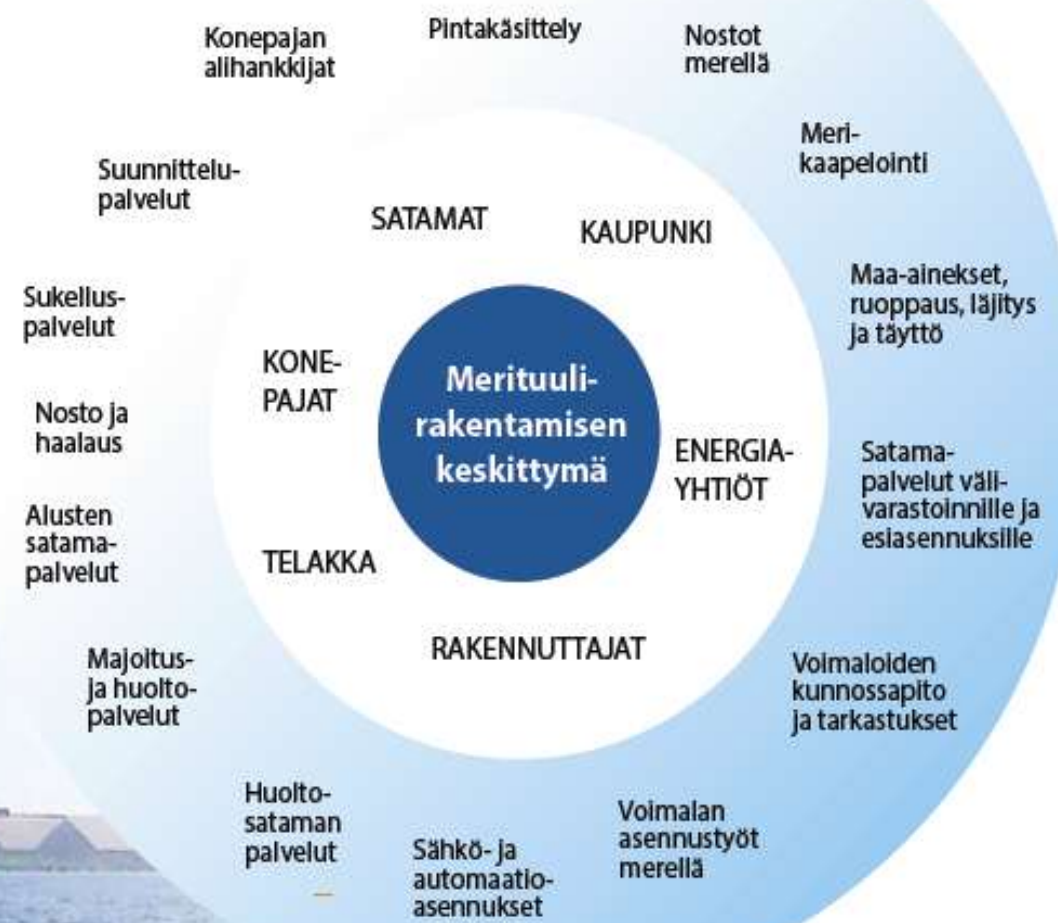 Konepajan
alihankkijat
Pintakäsittely
Nostot
merellä
Meri-
kaapelointi
Maa-ainekset,
ruoppaus, läjitys
ja täyttö
Satama-
palvelut väli-
varastoinnille ja
esiasennuksille
Voimaloiden
kunnossapito
ja tarkastukset
Voimalan
asennustyöt
merellä
Sähkö- ja
automaatio-
asennukset
Huolto-
sataman
palvelut
Majoitus-
ja huolto-
palvelut
Alusten
satama-
palvelut
Nosto ja
haalaus
Sukellus-
palvelut
Suunnittelu-
palvelut
SATAMAT
KAUPUNKI
ENERGIA-
YHTIÖT
RAKENNUTTAJAT
TELAKKA
KONE-
PAJAT
Merituuli-
rakentamisen
keskittymä